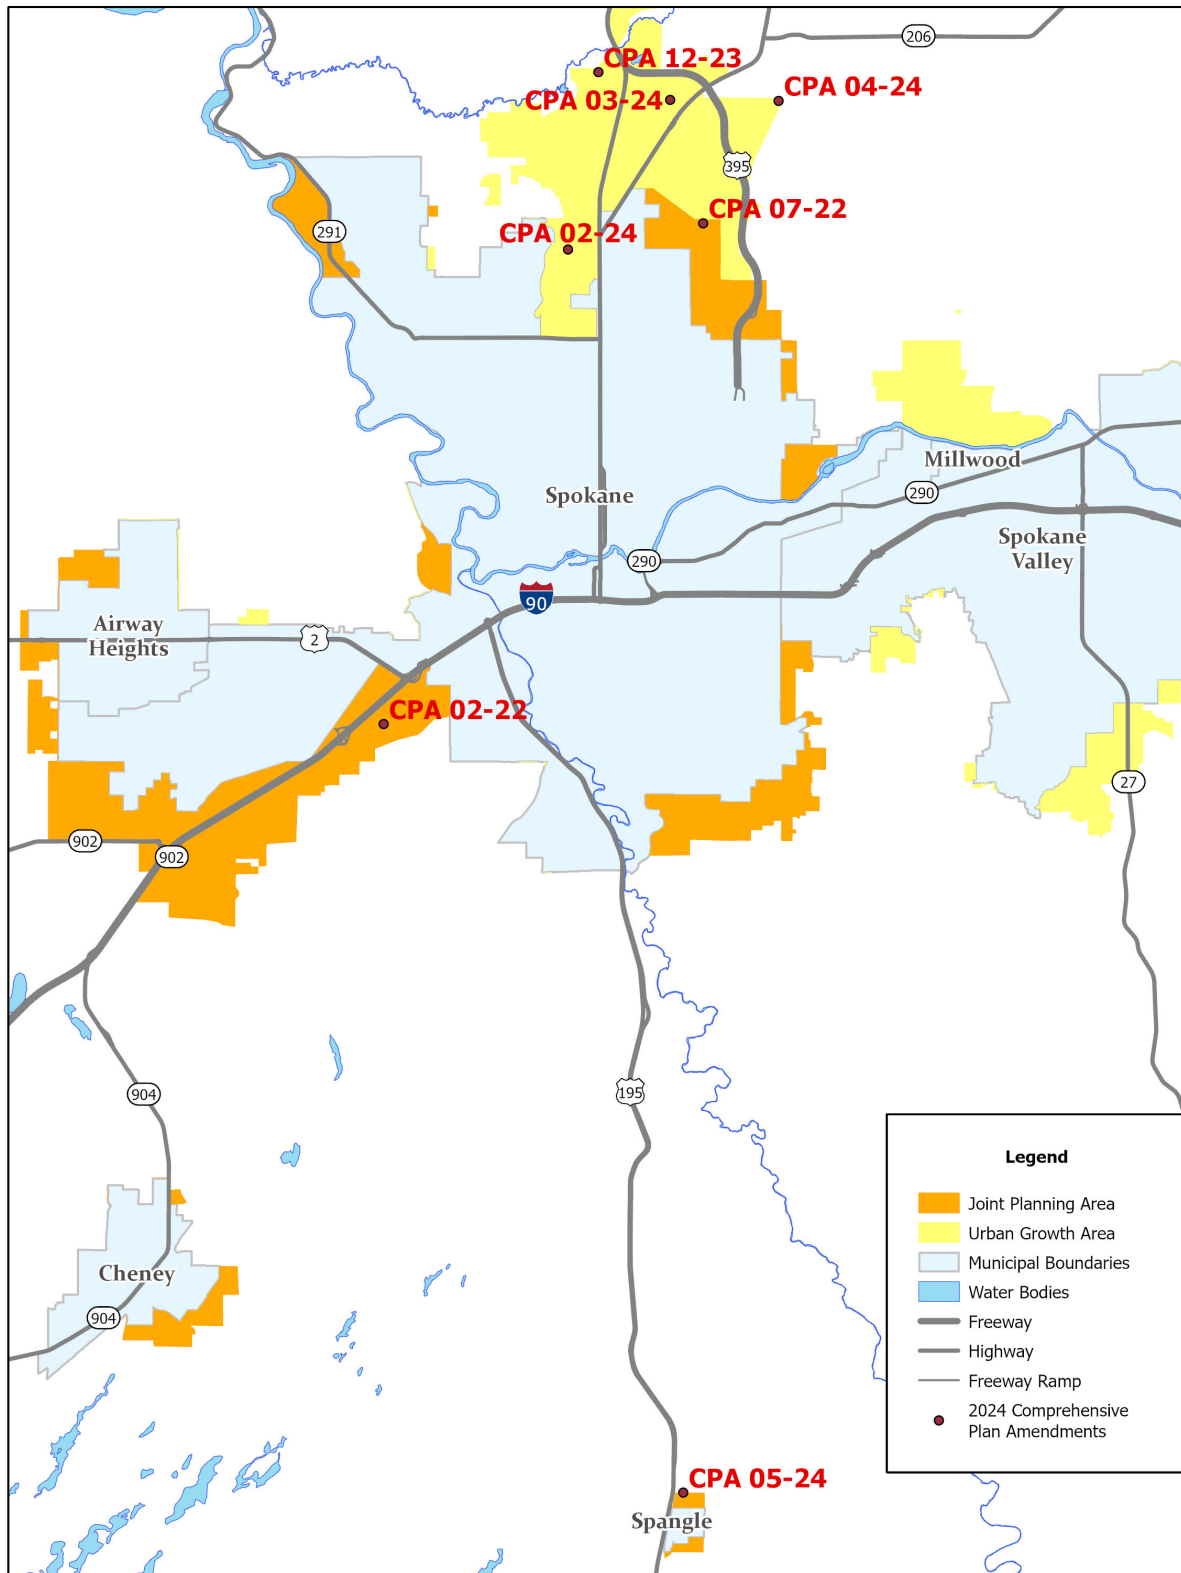 206
CPA 12-23
CPA 04-24
CPA 03-24
395
CPA 07-22
291
CPA 02-24
Millwood
290
Spokane
Spokane
Valley
290
90
Airway
Heights
2
CPA 02-22
27
902
902
904
195
Legend
Joint Planning Area
Urban Growth Area
Municipal Boundaries
Water Bodies
Freeway
Highway
Freeway Ramp
2024 Comprehensive
Plan Amendments
Cheney
904
CPA 05-24
Spangle